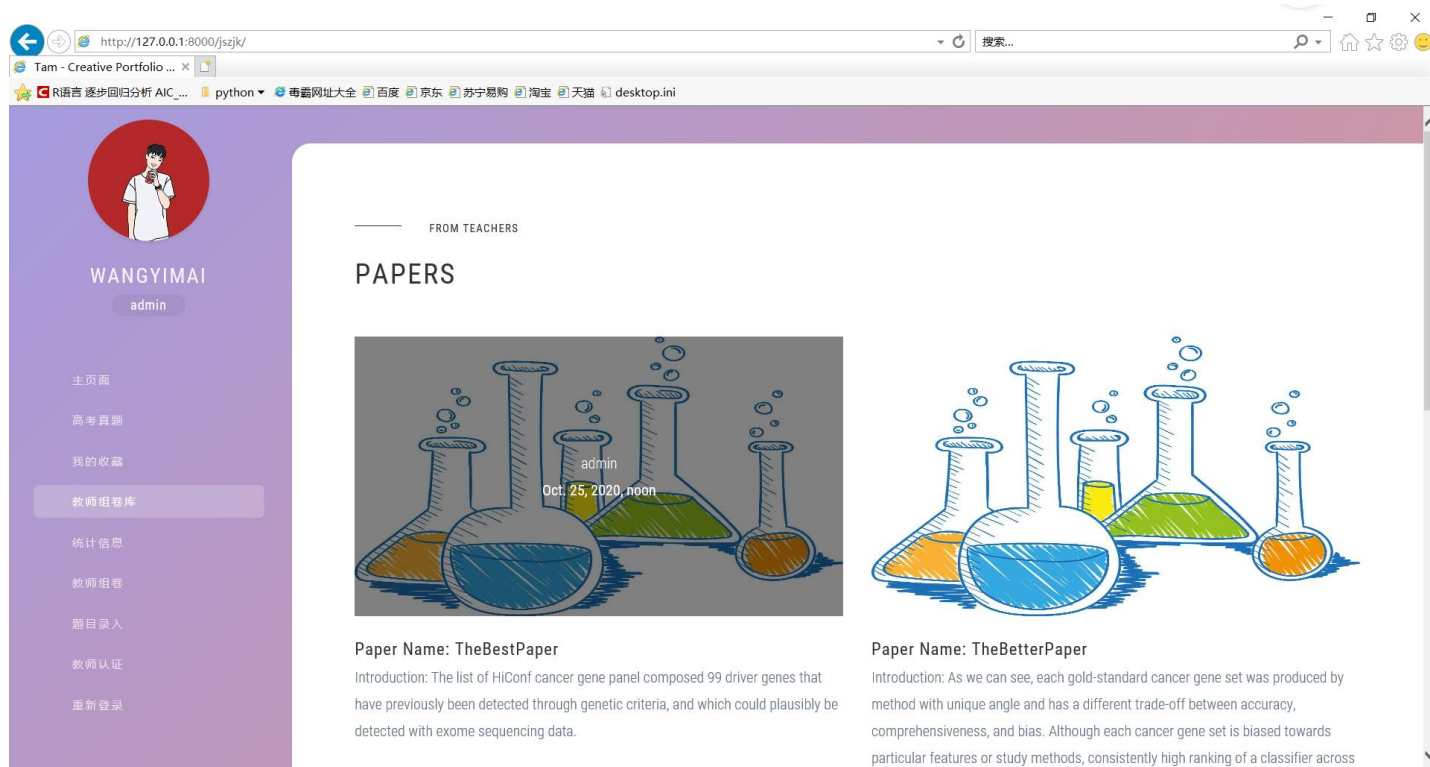 http://127.0.0.1:8000/jszjk/
搜索...
Tam - Creative Portfolio ...
R语言 逐步回归分析 AIC_... python 毒霸网址大全 百度 京东 苏宁易购 淘宝 天猫 desktop.ini
WANGYIMAI
admin
主页面
高考真题
我的收藏
教师组卷库
统计信息
教师组卷
题目录入
教师认证
重新登录
FROM TEACHERS
PAPERS
admin
Oct. 25, 2020, noon
Paper Name: TheBestPaper
Introduction: The list of HiConf cancer gene panel composed 99 driver genes that
have previously been detected through genetic criteria, and which could plausibly be
detected with exome sequencing data.
Paper Name: TheBetterPaper
Introduction: As we can see, each gold-standard cancer gene set was produced by
method with unique angle and has a different trade-off between accuracy,
comprehensiveness, and bias. Although each cancer gene set is biased towards
particular features or study methods, consistently high ranking of a classifier across